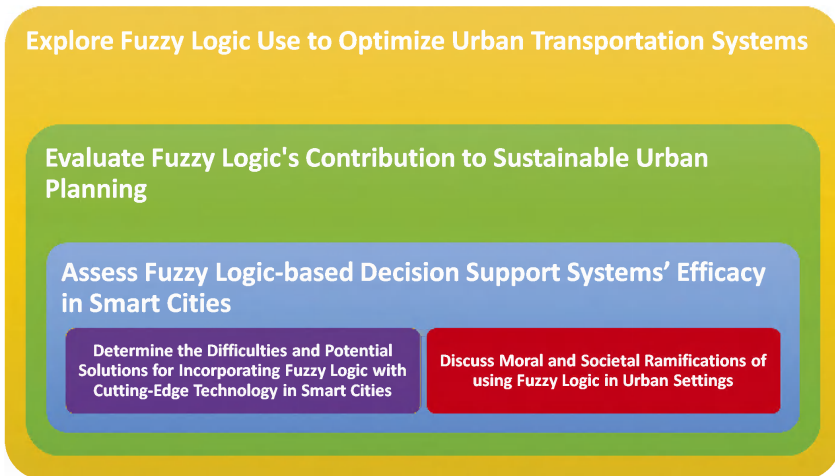 Explore Fuzzy Logic Use to Optimize Urban Transportation Systems
Evaluate Fuzzy Logic's Contribution to Sustainable Urban
Planning
Assess Fuzzy Logic-based Decision Support Systems’ Efficacy
in Smart Cities
Determine the Difficulties and Potential
Solutions for Incorporating Fuzzy Logic with
Cutting-Edge Technology in Smart Cities
Discuss Moral and Societal Ramifications of
using Fuzzy Logic in Urban Settings